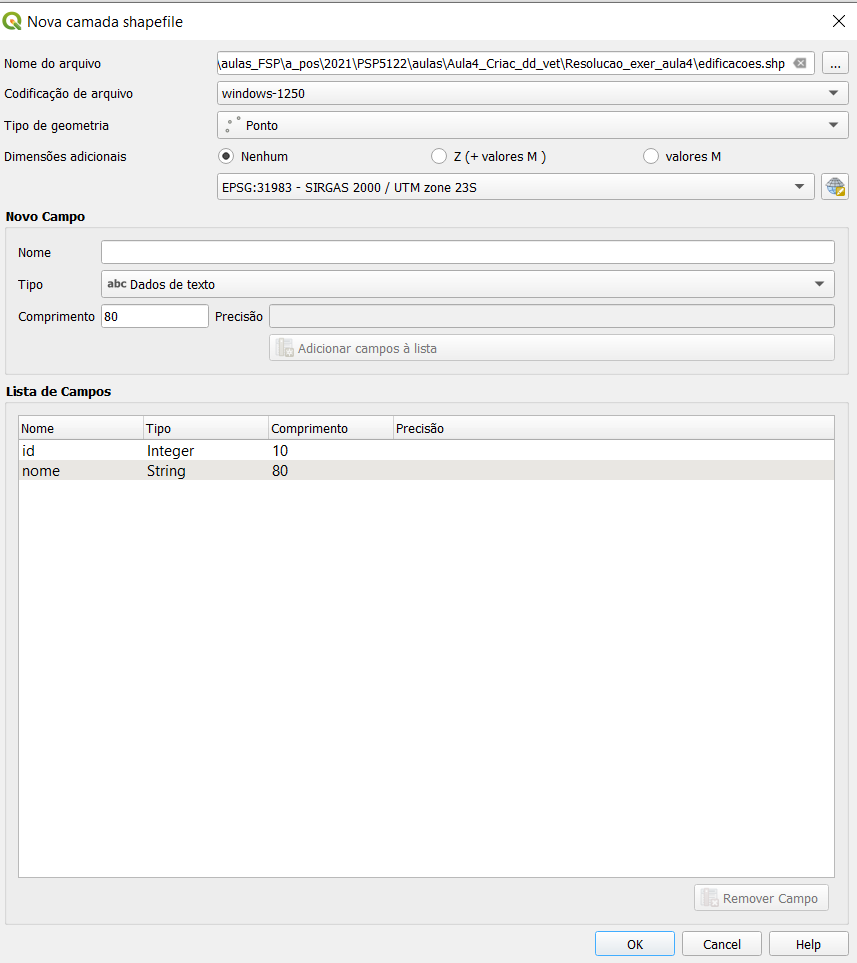 Nova camada shapefile
Nome do arquivo \aulas_FSP\a_pos\2021\PSP5122\aulas\Aula4_Criac_dd_vet\Resolucao_exer_aula4\edificacoes.shp ...
Codificação de arquivo windows-1250
Tipo de geometria Ponto
Dimensões adicionais Nenhum Z (+ valores M ) valores M
EPSG:31983 - SIRGAS 2000 / UTM zone 23S
Novo Campo
Nome
Tipo abc Dados de texto
Comprimento 80 Precisão
Adicionar campos à lista
Lista de Campos
Nome Tipo Comprimento Precisão
id Integer 10
nome String 80
Remover Campo
OK Cancel Help